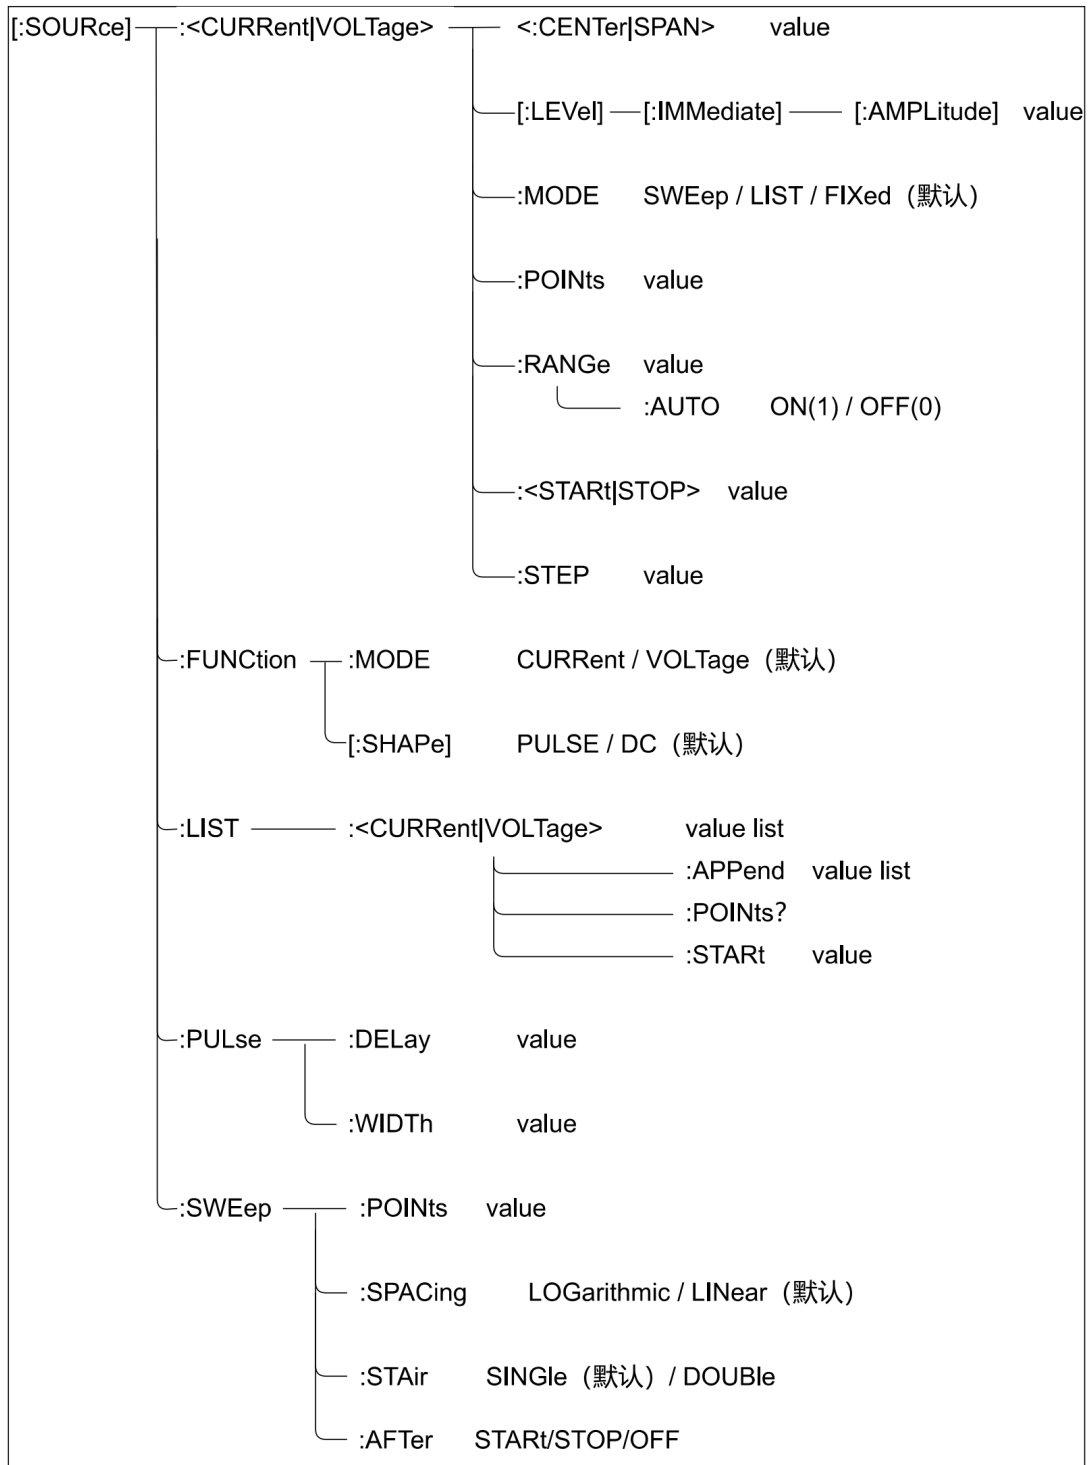 [:SOURce] :<CURRent|VOLTage> <:CENTer|SPAN> value
[:LEVel] [:IMMediate] [:AMPLitude] value
:MODE SWEep / LIST / FIXed（默认）
:POINts value
:RANGe value
:AUTO ON(1) / OFF(0)
:<STARt|STOP> value
:STEP value
:FUNCtion :MODE CURRent / VOLTage（默认）
[:SHAPe] PULSE / DC（默认）
:LIST :<CURRent|VOLTage> value list
:APPend value list
:POINts?
:STARt value
:PULse :DELay value
:WIDTh value
:SWEep :POINts value
:SPACing LOGarithmic / LINear（默认）
:STAir SINGle（默认）/ DOUBle
:AFTer STARt/STOP/OFF